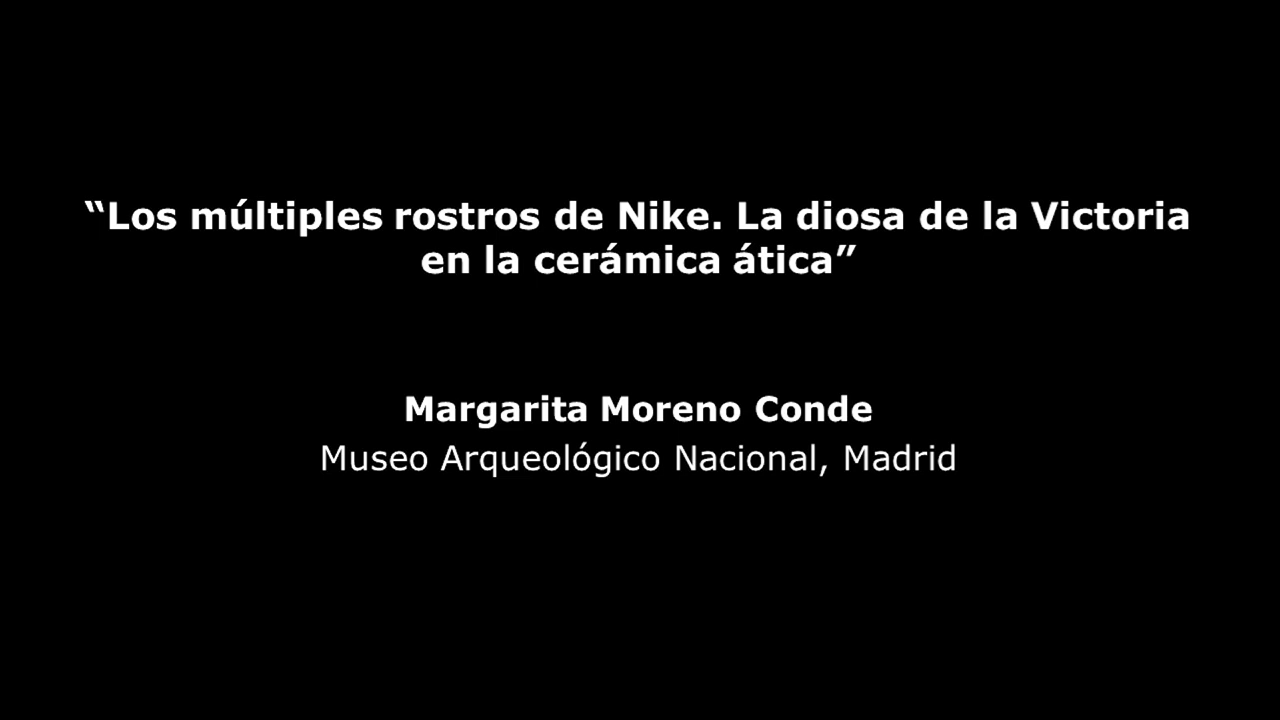 “Los múltiples rostros de Nike. La diosa de la Victoria
en la cerámica ática”
Margarita Moreno Conde
Museo Arqueológico Nacional, Madrid